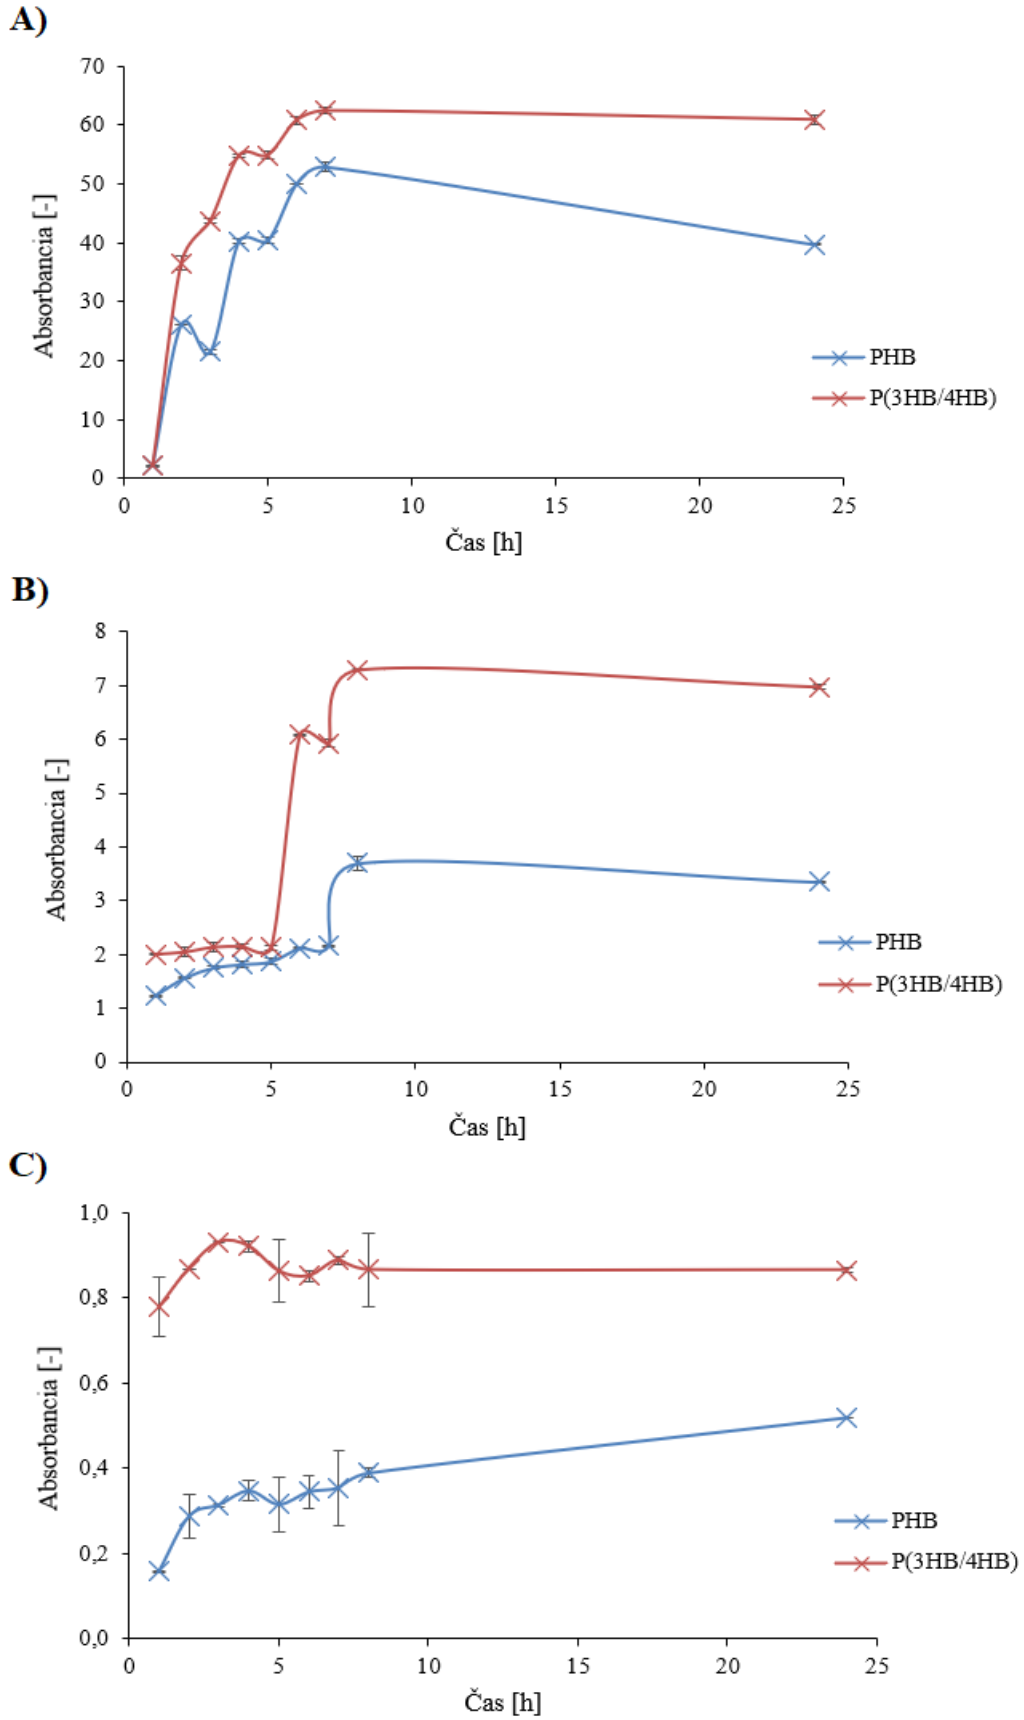 A)
70
60
50
40
30
20
10
0
Absorbancia [-]
0 5 10 15 20 25
Čas [h]
PHB
P(3HB/4HB)
B)
8
7
6
5
4
3
2
1
0
Absorbancia [-]
0 5 10 15 20 25
Čas [h]
PHB
P(3HB/4HB)
C)
1,0
0,8
0,6
0,4
0,2
0,0
Absorbancia [-]
0 5 10 15 20 25
Čas [h]
PHB
P(3HB/4HB)